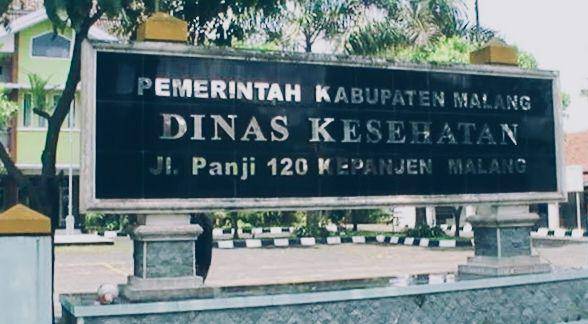 PEMERINTAH KABUPATEN MALANG
DINAS KESEHATAN
Jl. Panji 120 KEPANJEN MALANG